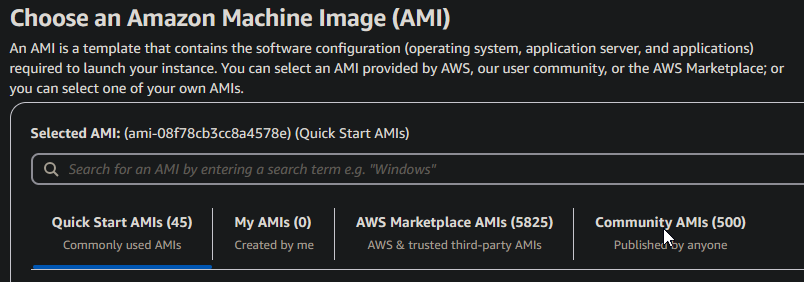 Choose an Amazon Machine Image (AMI)
An AMI is a template that contains the software configuration (operating system, application server, and applications)
required to launch your instance. You can select an AMI provided by AWS, our user community, or the AWS Marketplace; or
you can select one of your own AMIs.
Selected AMI: (ami-08f78cb3cc8a4578e) (Quick Start AMIs)
Search for an AMI by entering a search term e.g. "Windows"
Quick Start AMIs (45)
Commonly used AMIs
My AMIs (0)
Created by me
AWS Marketplace AMIs (5825)
AWS & trusted third-party AMIs
Community AMIs (500)
Published by anyone